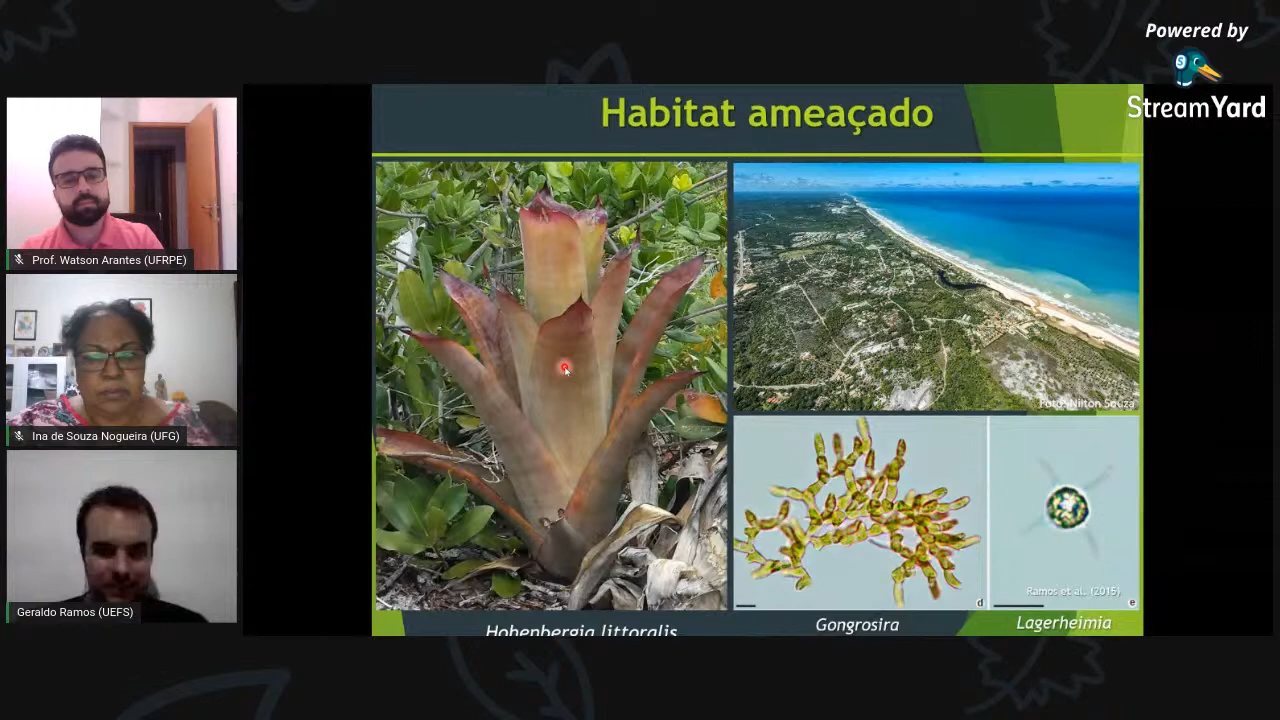 Powered by
StreamYard
Habitat ameaçado
Prof. Watson Arantes (UFRPE)
Ina de Souza Nogueira (UFG)
Geraldo Ramos (UEFS)
Foto: Nilton Souza
Ramos et al. (2015)
d
e
Hohenbergia littoralis
Gongrosira
Lagerheimia